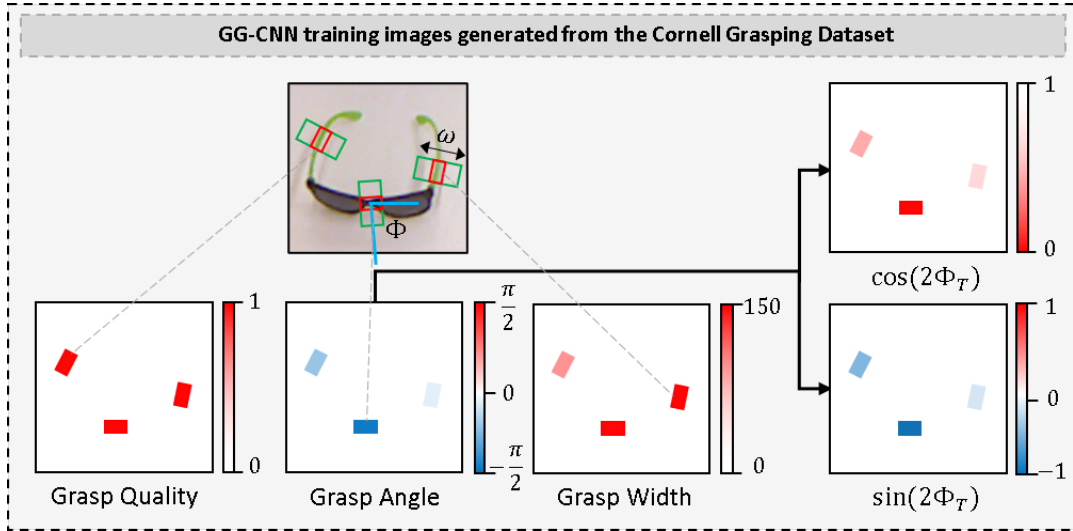 GG-CNN training images generated from the Cornell Grasping Dataset
ω
Φ
1
0
cos(2Φ_T)
1
0
Grasp Quality
π/2
0
-π/2
Grasp Angle
150
0
Grasp Width
1
0
−1
sin(2Φ_T)